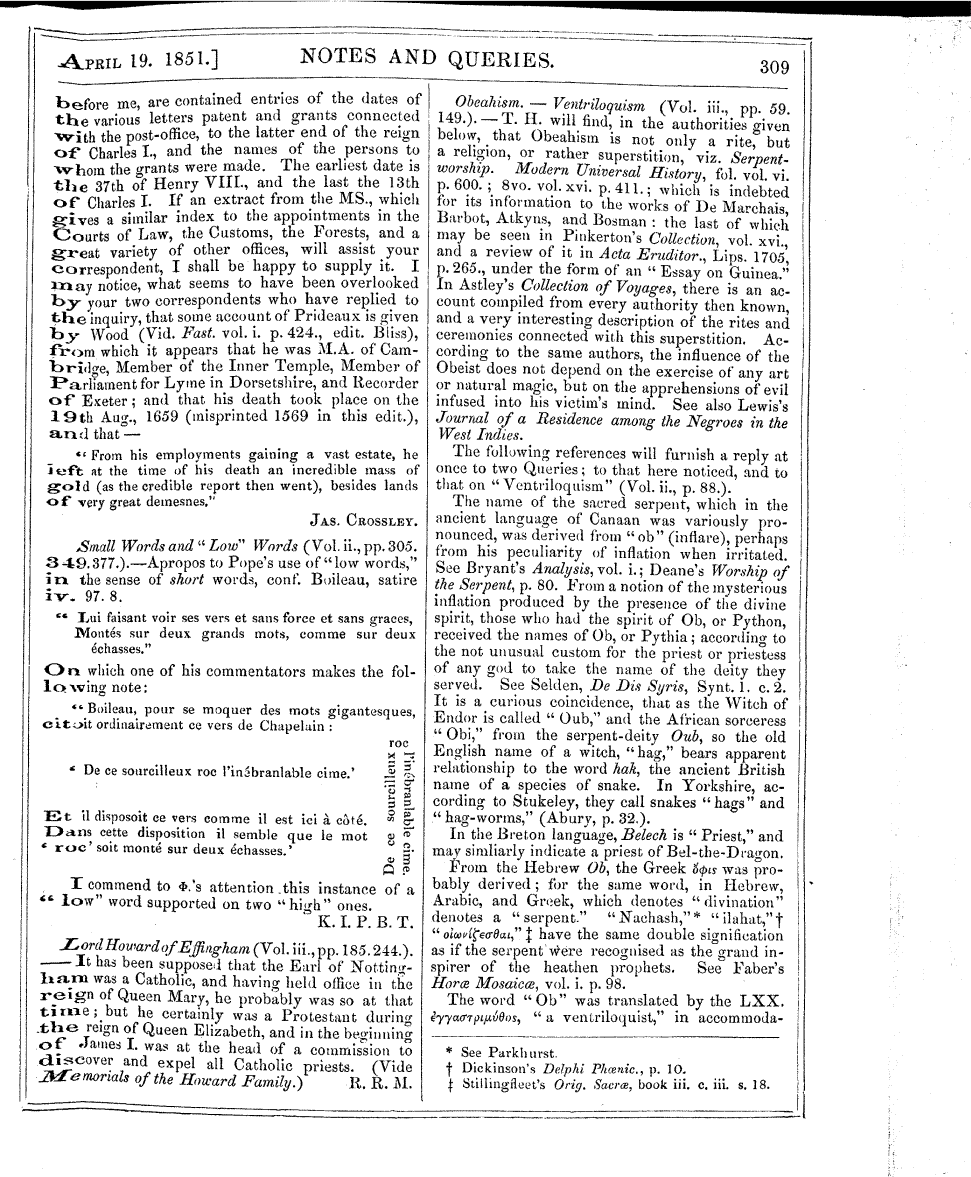 APRIL 19. 1851.] NOTES AND QUERIES. 309
before me, are contained entries of the dates of
the various letters patent and grants connected
with the post-office, to the latter end of the reign
of Charles I., and the names of the persons to
whom the grants were made. The earliest date is
the 37th of Henry VIII., and the last the 13th
of Charles I. If an extract from the MS., which
gives a similar index to the appointments in the
Courts of Law, the Customs, the Forests, and a
great variety of other offices, will assist your
correspondent, I shall be happy to supply it. I
may notice, what seems to have been overlooked
by your two correspondents who have replied to
the inquiry, that some account of Prideaux is given
by Wood (Vid. Fast. vol. i. p. 424., edit. Bliss),
from which it appears that he was M.A. of Cam-
bridge, Member of the Inner Temple, Member of
Parliament for Lyme in Dorsetshire, and Recorder
of Exeter; and that his death took place on the
19th Aug., 1659 (misprinted 1569 in this edit.),
and that —
"From his employments gaining a vast estate, he
left at the time of his death an incredible mass of
gold (as the credible report then went), besides lands
of very great demesnes."
JAS. CROSSLEY.
Small Words and "Low" Words (Vol. ii., pp. 305.
349. 377.).—Apropos to Pope's use of "low words,"
in the sense of short words, conf. Boileau, satire
iv. 97. 8.
"Lui faisant voir ses vers et sans force et sans graces,
Montés sur deux grands mots, comme sur deux
échasses."
On which one of his commentators makes the fol-
lowing note:
"Boileau, pour se moquer des mots gigantesques,
citoit ordinairement ce vers de Chapelain:
' De ce sourcilleux roc l'inébranlable cime.'
roc
De ce sourcilleux
l'inébranlable cime.
Et il disposoit ce vers comme il est ici à côté.
Dans cette disposition il semble que le mot
' roc' soit monté sur deux échasses.'
I commend to Φ.'s attention this instance of a
"low" word supported on two "high" ones.
K. I. P. B. T.
Lord Howard of Effingham (Vol. iii., pp. 185. 244.).
— It has been supposed that the Earl of Notting-
ham was a Catholic, and having held office in the
reign of Queen Mary, he probably was so at that
time; but he certainly was a Protestant during
the reign of Queen Elizabeth, and in the beginning
of James I. was at the head of a commission to
discover and expel all Catholic priests. (Vide
Memorials of the Howard Family.) R. R. M.
Obeahism. — Ventriloquism (Vol. iii., pp. 59.
149.). — T. H. will find, in the authorities given
below, that Obeahism is not only a rite, but
a religion, or rather superstition, viz. Serpent-
worship. Modern Universal History, fol. vol. vi.
p. 600.; 8vo. vol. xvi. p. 411.; which is indebted
for its information to the works of De Marchais,
Barbot, Atkyns, and Bosman: the last of which
may be seen in Pinkerton's Collection, vol. xvi.,
and a review of it in Acta Eruditor., Lips. 1705,
p. 265., under the form of an "Essay on Guinea."
In Astley's Collection of Voyages, there is an ac-
count compiled from every authority then known,
and a very interesting description of the rites and
ceremonies connected with this superstition. Ac-
cording to the same authors, the influence of the
Obeist does not depend on the exercise of any art
or natural magic, but on the apprehensions of evil
infused into his victim's mind. See also Lewis's
Journal of a Residence among the Negroes in the
West Indies.
The following references will furnish a reply at
once to two Queries; to that here noticed, and to
that on "Ventriloquism" (Vol. ii., p. 88.).
The name of the sacred serpent, which in the
ancient language of Canaan was variously pro-
nounced, was derived from "ob" (inflare), perhaps
from his peculiarity of inflation when irritated.
See Bryant's Analysis, vol. i.; Deane's Worship of
the Serpent, p. 80. From a notion of the mysterious
inflation produced by the presence of the divine
spirit, those who had the spirit of Ob, or Python,
received the names of Ob, or Pythia; according to
the not unusual custom for the priest or priestess
of any god to take the name of the deity they
served. See Selden, De Dis Syris, Synt. 1. c. 2.
It is a curious coincidence, that as the Witch of
Endor is called "Oub," and the African sorceress
"Obi," from the serpent-deity Oub, so the old
English name of a witch, "hag," bears apparent
relationship to the word hak, the ancient British
name of a species of snake. In Yorkshire, ac-
cording to Stukeley, they call snakes "hags" and
"hag-worms," (Abury, p. 32.).
In the Breton language, Belech is "Priest," and
may simliarly indicate a priest of Bel-the-Dragon.
From the Hebrew Ob, the Greek ὄφις was pro-
bably derived; for the same word, in Hebrew,
Arabic, and Greek, which denotes "divination"
denotes a "serpent." "Nachash,"* "ilahat,"†
"οἰωνίζεσθαι,"‡ have the same double signification
as if the serpent were recognised as the grand in-
spirer of the heathen prophets. See Faber's
Horæ Mosaicæ, vol. i. p. 98.
The word "Ob" was translated by the LXX.
ἐγγαστριμύθος, "a ventriloquist," in accommoda-
* See Parkhurst.
† Dickinson's Delphi Phœnic., p. 10.
‡ Stillingfleet's Orig. Sacræ, book iii. c. iii. s. 18.